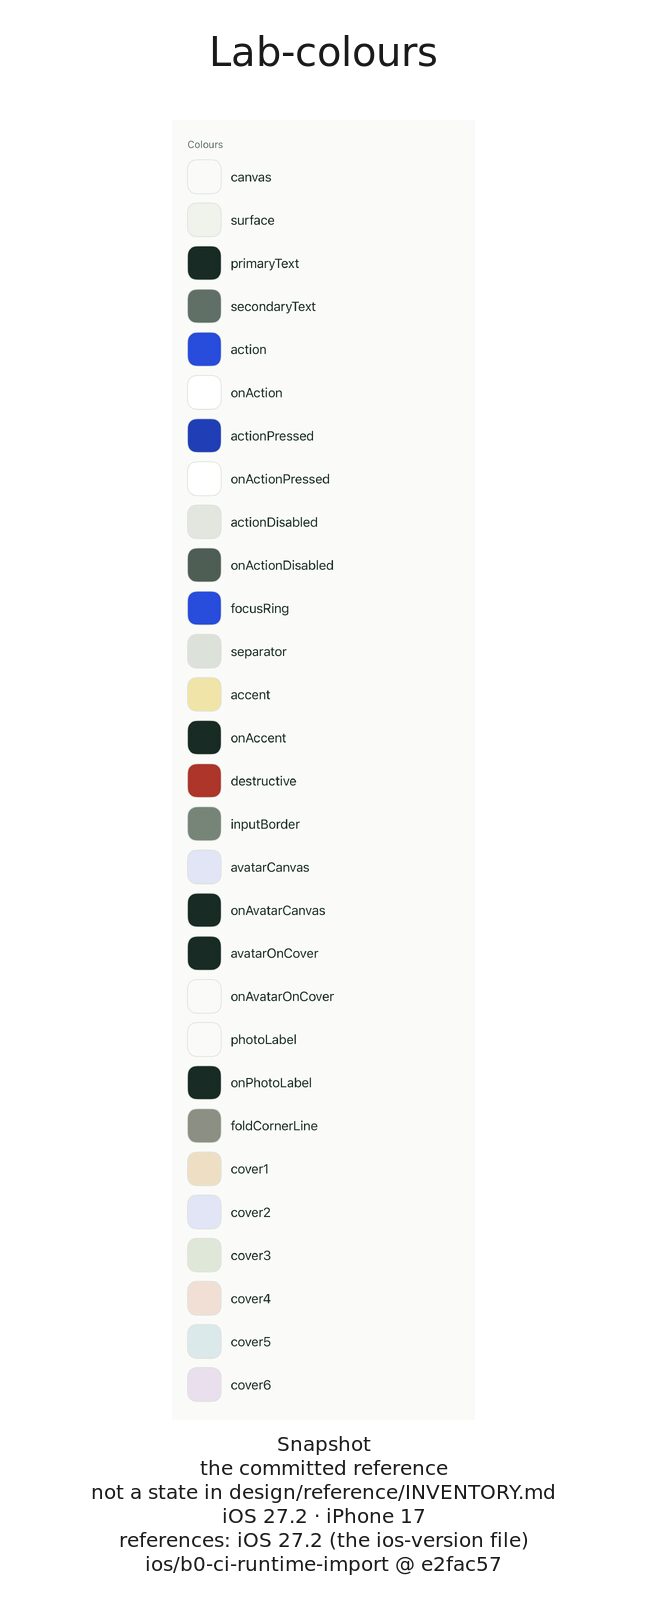 Lab-colours
Colours
canvas
surface
primaryText
secondaryText
action
onAction
actionPressed
onActionPressed
actionDisabled
onActionDisabled
focusRing
separator
accent
onAccent
destructive
inputBorder
avatarCanvas
onAvatarCanvas
avatarOnCover
onAvatarOnCover
photoLabel
onPhotoLabel
foldCornerLine
cover1
cover2
cover3
cover4
cover5
cover6
Snapshot
the committed reference
not a state in design/reference/INVENTORY.md
iOS 27.2 · iPhone 17
references: iOS 27.2 (the ios-version file)
ios/b0-ci-runtime-import @ e2fac57